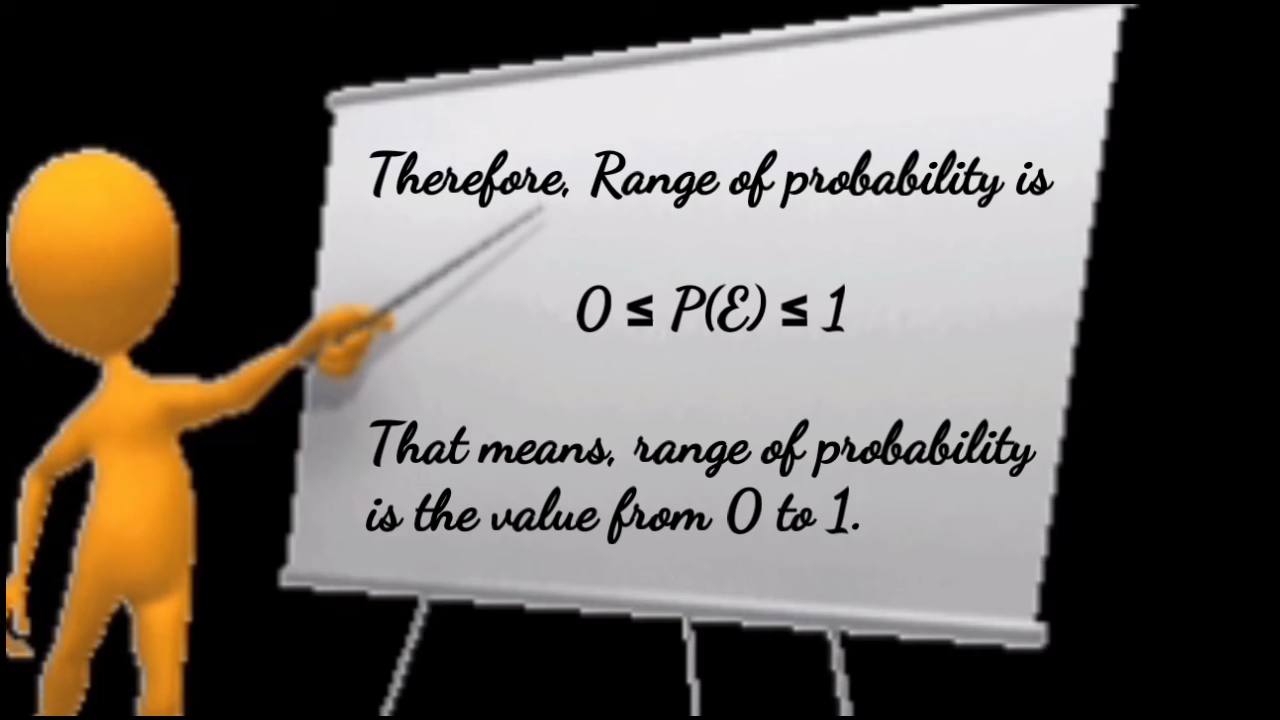 Therefore, Range of probability is
0 ≤ P(E) ≤ 1
That means, range of probability
is the value from 0 to 1.